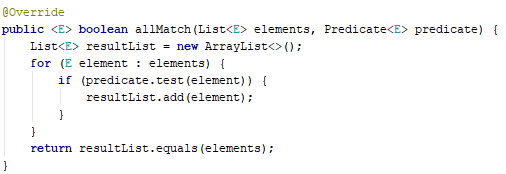 @Override
public <E> boolean allMatch(List<E> elements, Predicate<E> predicate) {
    List<E> resultList = new ArrayList<>();
    for (E element : elements) {
        if (predicate.test(element)) {
            resultList.add(element);
        }
    }
    return resultList.equals(elements);
}